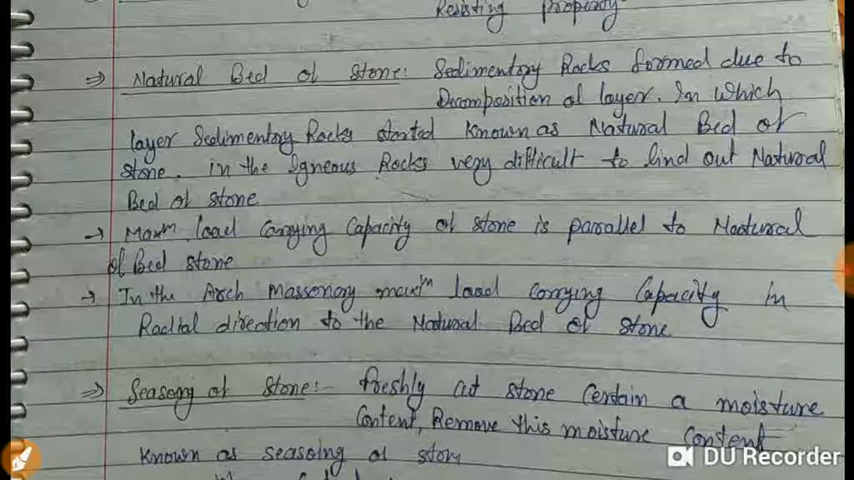 Resisting Property
⇒ Natural Bed of Stone: Sedimentory Rocks formed due to
Decomposition of layer. In which
layer Sedimentory Rocks started Known as Natural Bed of
Stone. in the Igneous Rocks very difficult to find out Natural
Bed of Stone
→ Maxm load Carrying Capacity of Stone is parallel to Natural
of Bed stone
→ In the Arch Massonory maxm load carrying Capacity in
Radial direction to the Natural Bed of Stone
⇒ Seasoing of Stone:- freshly cut stone Certain a moisture
Content, Remove this moisture Content
Known as seasoing of ston
DU Recorder